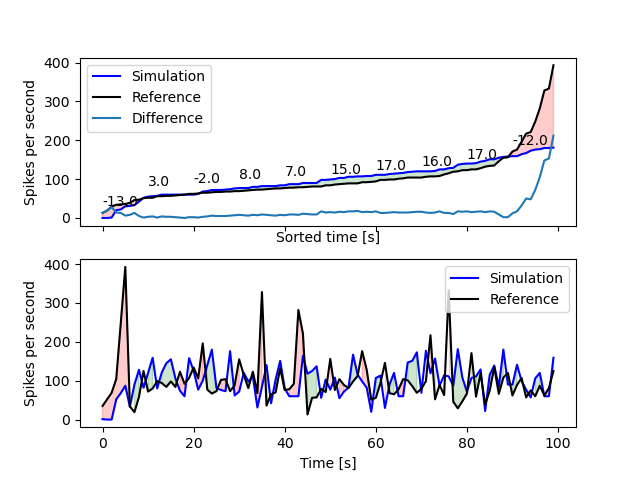 400
300
200
100
0
Spikes per second
Simulation
Reference
Difference
-13.0
3.0
-2.0
8.0
7.0
15.0
17.0
16.0
17.0
-12.0
Sorted time [s]
400
300
200
100
0
Spikes per second
Simulation
Reference
0 20 40 60 80 100
Time [s]